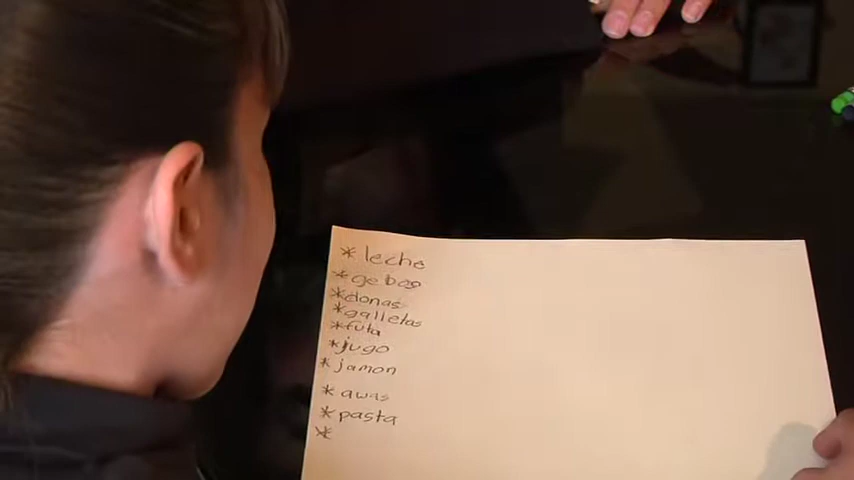 * leche
* gebos
* donas
* galletas
* futa
* jugo
* jamon
* awas
* pasta
*